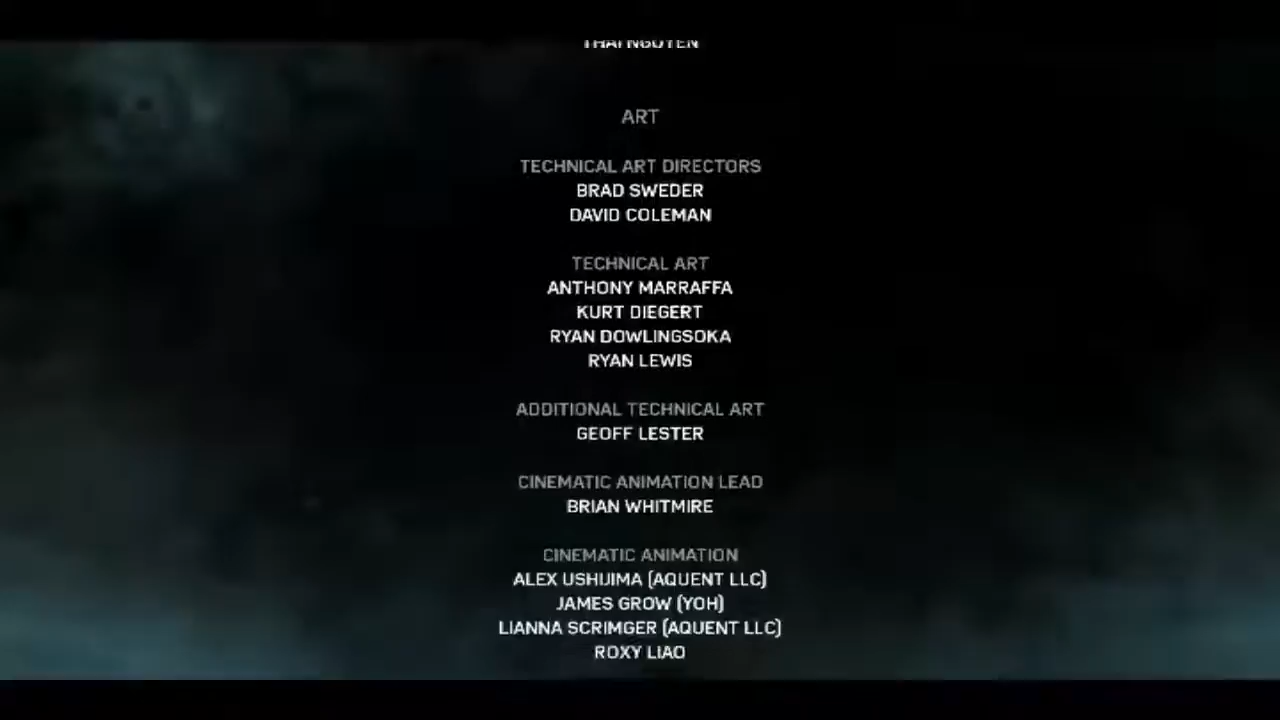 THAI NGUYEN
ART
TECHNICAL ART DIRECTORS
BRAD SWEDER
DAVID COLEMAN
TECHNICAL ART
ANTHONY MARRAFFA
KURT DIEGERT
RYAN DOWLINGSOKA
RYAN LEWIS
ADDITIONAL TECHNICAL ART
GEOFF LESTER
CINEMATIC ANIMATION LEAD
BRIAN WHITMIRE
CINEMATIC ANIMATION
ALEX USHIJIMA (AQUENT LLC)
JAMES GROW (YOH)
LIANNA SCRIMGER (AQUENT LLC)
ROXY LIAO